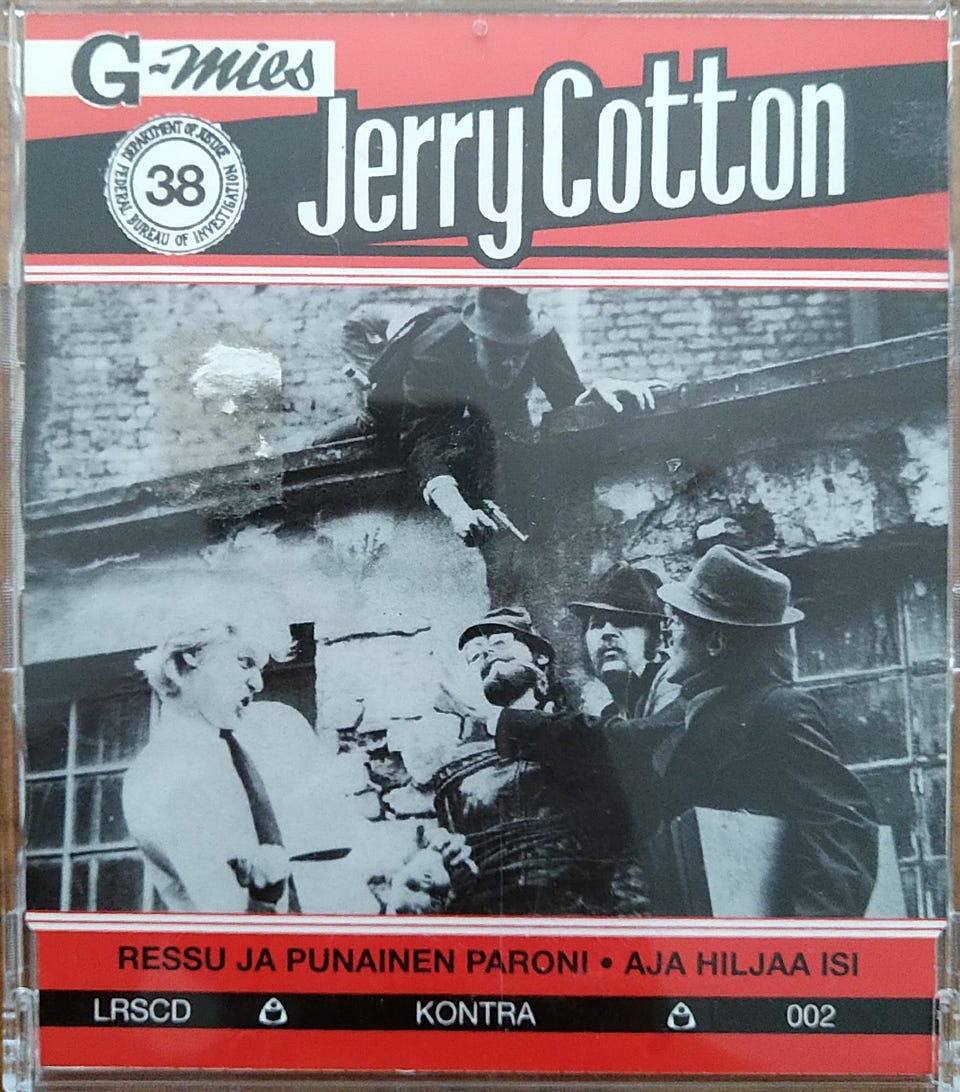 G-mies
Jerry Cotton
DEPARTMENT OF JUSTICE
38
FEDERAL BUREAU OF INVESTIGATION
RESSU JA PUNAINEN PARONI • AJA HILJAA ISI
LRSCD KONTRA 002